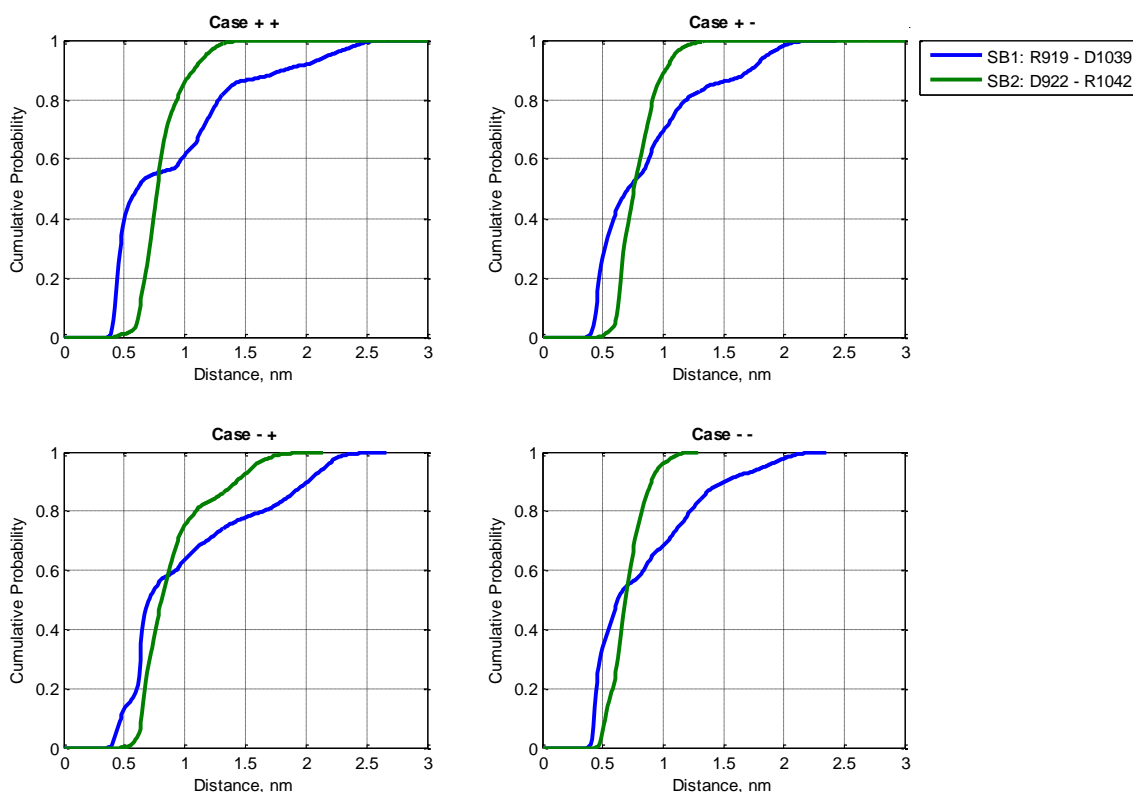 Case + +
Case + -
SB1: R919 - D1039
SB2: D922 - R1042
Cumulative Probability
1
0.8
0.6
0.4
0.2
0
0 0.5 1 1.5 2 2.5 3
Distance, nm
Cumulative Probability
1
0.8
0.6
0.4
0.2
0
0 0.5 1 1.5 2 2.5 3
Distance, nm
Case - +
Case - -
Cumulative Probability
1
0.8
0.6
0.4
0.2
0
0 0.5 1 1.5 2 2.5 3
Distance, nm
Cumulative Probability
1
0.8
0.6
0.4
0.2
0
0 0.5 1 1.5 2 2.5 3
Distance, nm